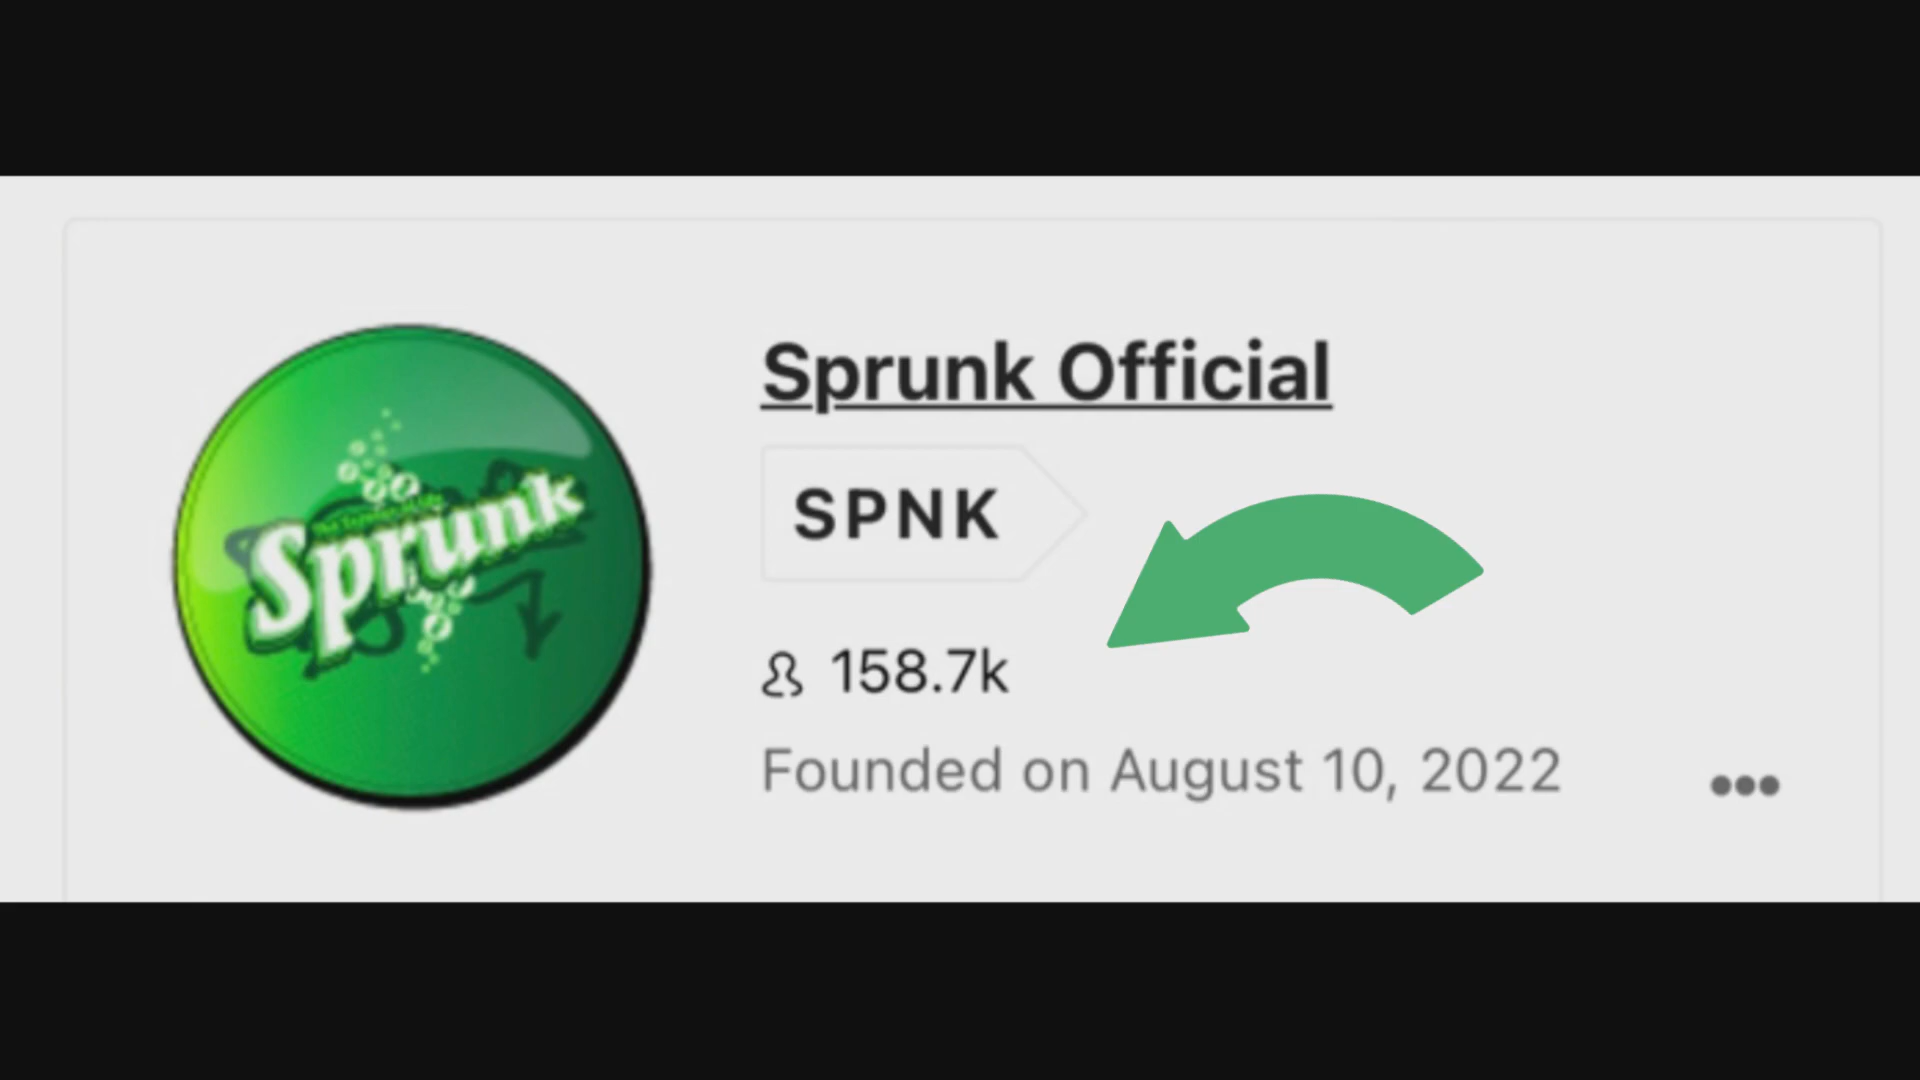 Sprunk
Sprunk Official
SPNK
158.7k
Founded on August 10, 2022